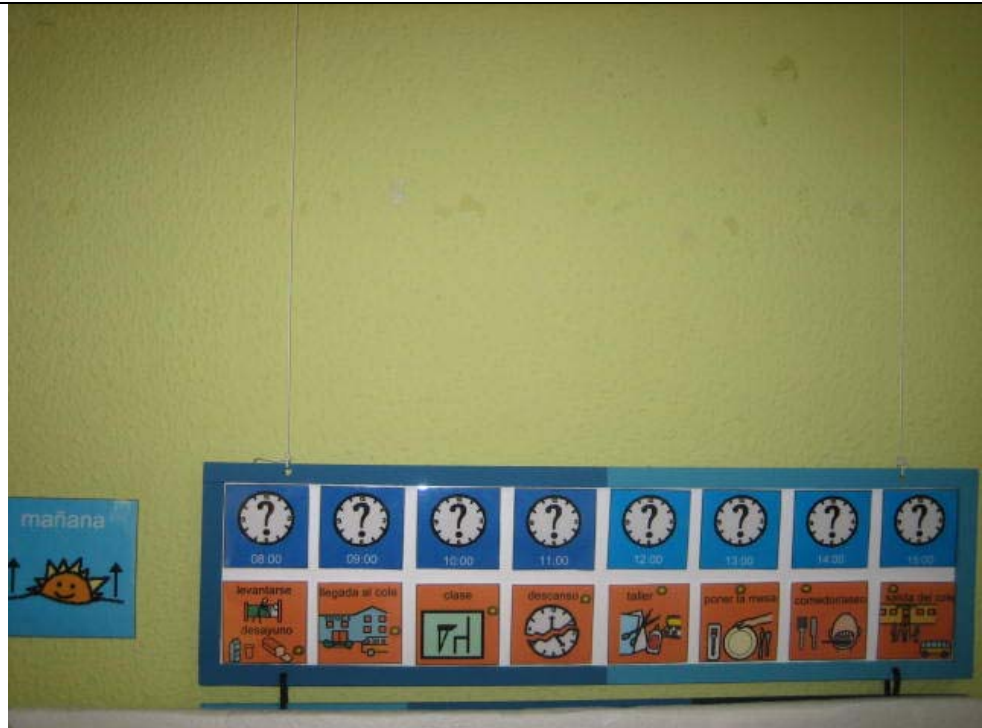 mañana
08:00
09:00
10:00
11:00
12:00
13:00
14:00
15:00
levantarse
desayuno
llegada al cole
clase
descanso
taller
poner la mesa
comedor/aseo
salida del cole